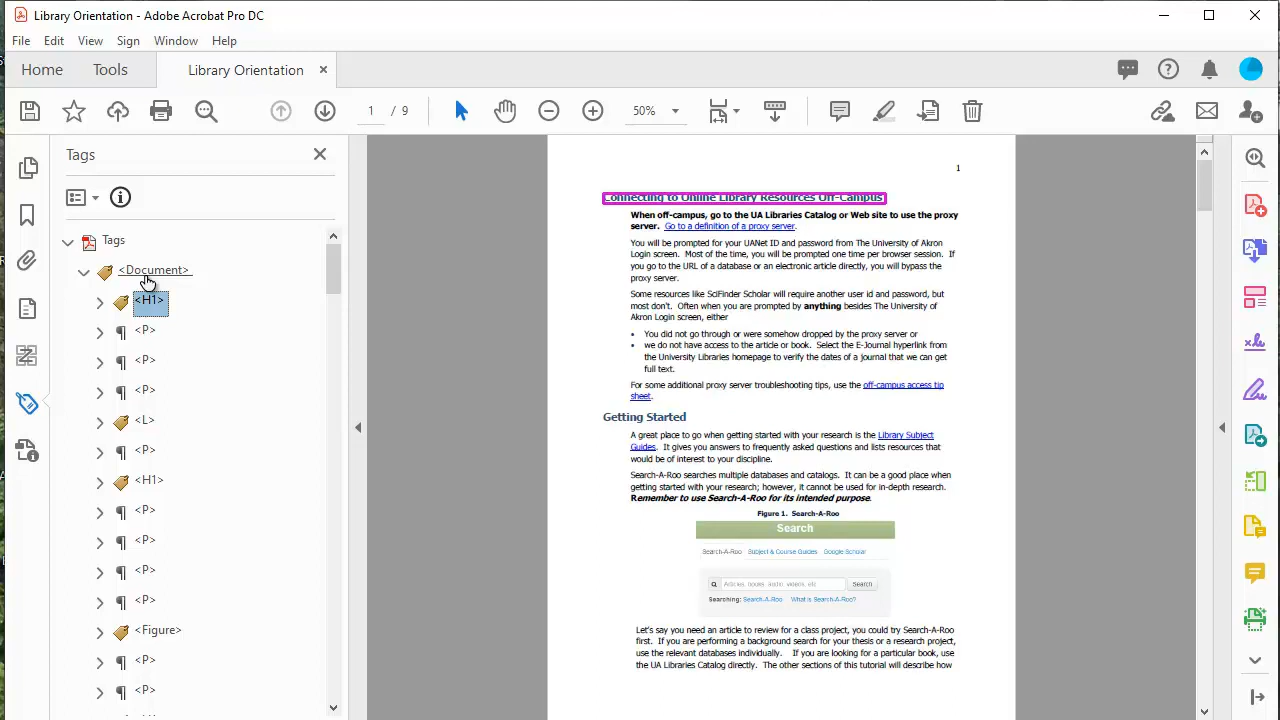 Library Orientation - Adobe Acrobat Pro DC
File Edit View Sign Window Help
Home Tools Library Orientation ×
1 / 9 50%
Tags
Tags
<Document>
<H1>
<P>
<P>
<P>
<L>
<P>
<H1>
<P>
<P>
<P>
<P>
<Figure>
<P>
<P>
1
Connecting to Online Library Resources Off-Campus
When off-campus, go to the UA Libraries Catalog or Web site to use the proxy
server. Go to a definition of a proxy server.
You will be prompted for your UANet ID and password from The University of Akron
Login screen. Most of the time, you will be prompted one time per browser session. If
you go to the URL of a database or an electronic article directly, you will bypass the
proxy server.
Some resources like SciFinder Scholar will require another user id and password, but
most don't. Often when you are prompted by anything besides The University of
Akron Login screen, either
• You did not go through or were somehow dropped by the proxy server or
• we do not have access to the article or book. Select the E-Journal hyperlink from
the University Libraries homepage to verify the dates of a journal that we can get
full text.
For some additional proxy server troubleshooting tips, use the off-campus access tip
sheet.
Getting Started
A great place to go when getting started with your research is the Library Subject
Guides. It gives you answers to frequently asked questions and lists resources that
would be of interest to your discipline.
Search-A-Roo searches multiple databases and catalogs. It can be a good place when
getting started with your research; however, it cannot be used for in-depth research.
Remember to use Search-A-Roo for its intended purpose.
Figure 1. Search-A-Roo
Search
Search-A-Roo Subject & Course Guides Google Scholar
Articles, books, audio, videos, etc Search
Searching: Search-A-Roo What is Search-A-Roo?
Let's say you need an article to review for a class project, you could try Search-A-Roo
first. If you are performing a background search for your thesis or a research project,
use the relevant databases individually. If you are looking for a particular book, use
the UA Libraries Catalog directly. The other sections of this tutorial will describe how